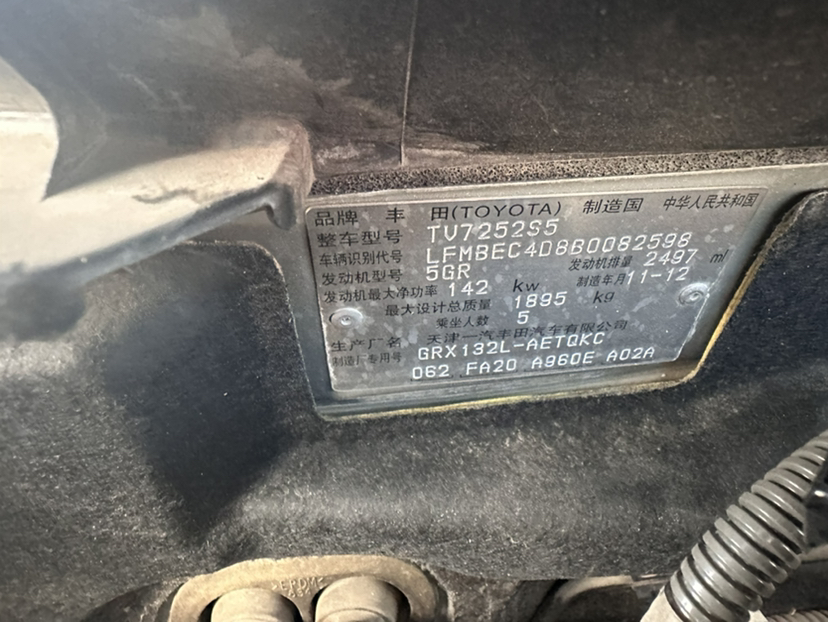 品牌 丰 田(TOYOTA) 制造国 中华人民共和国
整车型号 TV7252S5
车辆识别代号 LFMBEC4D8B0082598
发动机型号 5GR 发动机排量 2497 ml
发动机最大净功率 142 kw 制造年月 11-12
最大设计总质量 1895 kg
乘坐人数 5
生产厂名 天津一汽丰田汽车有限公司
制造厂专用号 GRX132L-AETQKC
062 FA20 A960E A02A